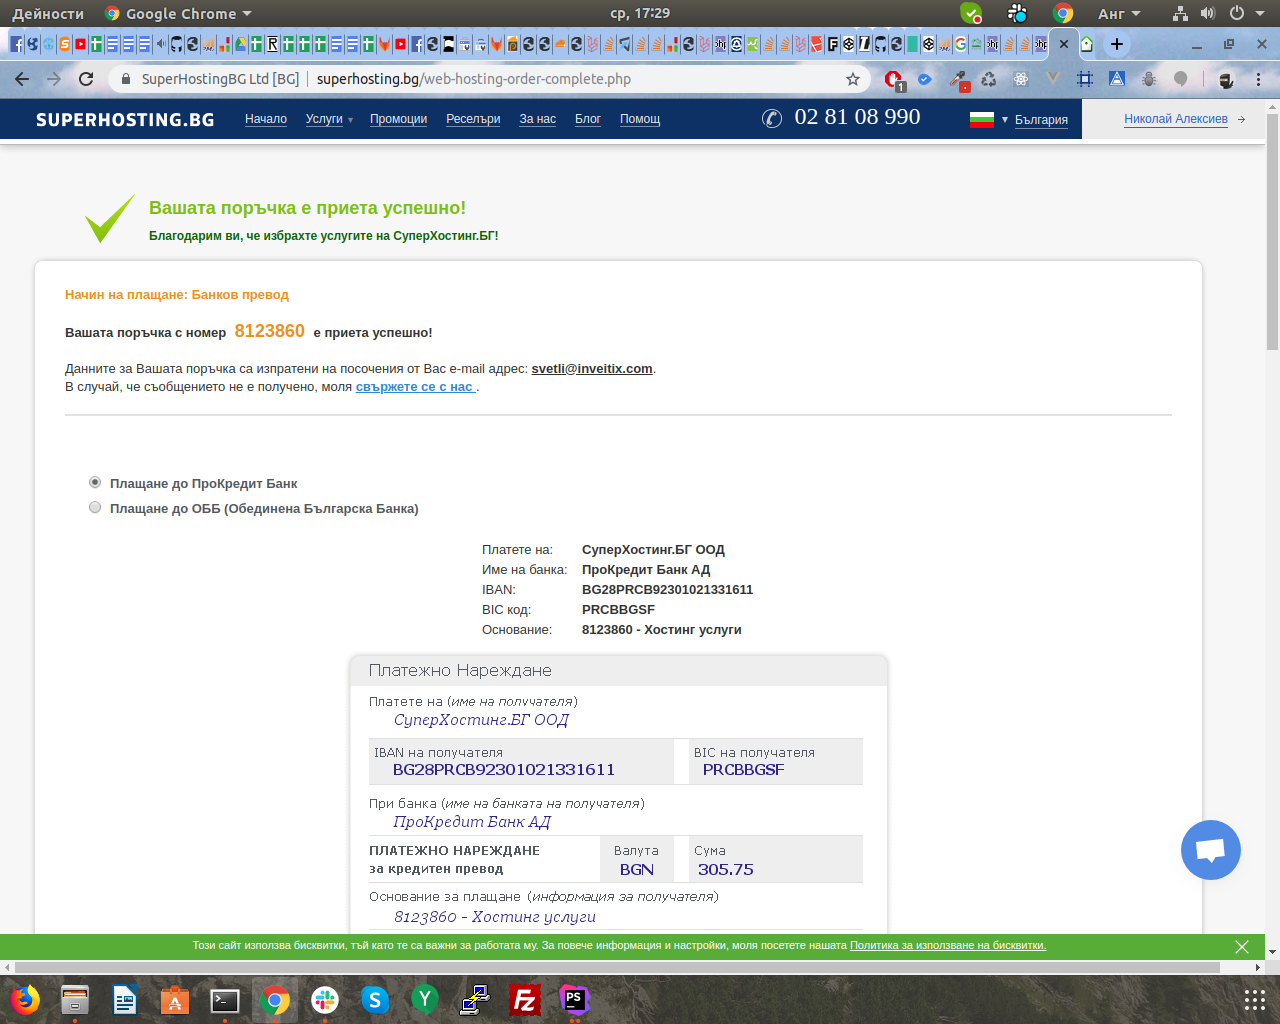 Дейности
Google Chrome
ср, 17:29
Анг
SuperHostingBG Ltd [BG]
superhosting.bg/web-hosting-order-complete.php
1
SUPERHOSTING.BG
Начало
Услуги
Промоции
Реселъри
За нас
Блог
Помощ
02 81 08 990
България
Николай Алексиев
Вашата поръчка е приета успешно!
Благодарим ви, че избрахте услугите на СуперХостинг.БГ!
Начин на плащане: Банков превод
Вашата поръчка с номер 8123860 е приета успешно!
Данните за Вашата поръчка са изпратени на посочения от Вас e-mail адрес: svetli@inveitix.com.
В случай, че съобщението не е получено, моля свържете се с нас .
Плащане до ПроКредит Банк
Плащане до ОББ (Обединена Българска Банка)
Платете на: СуперХостинг.БГ ООД
Име на банка: ПроКредит Банк АД
IBAN: BG28PRCB92301021331611
BIC код: PRCBBGSF
Основание: 8123860 - Хостинг услуги
Платежно Нареждане
Платете на (име на получателя)
СуперХостинг.БГ ООД
IBAN на получателя BIC на получателя
BG28PRCB92301021331611 PRCBBGSF
При банка (име на банката на получателя)
ПроКредит Банк АД
ПЛАТЕЖНО НАРЕЖДАНЕ Валута Сума
за кредитен превод BGN 305.75
Основание за плащане (информация за получателя)
8123860 - Хостинг услуги
Този сайт използва бисквитки, тъй като те са важни за работата му. За повече информация и настройки, моля посетете нашата Политика за използване на бисквитки.